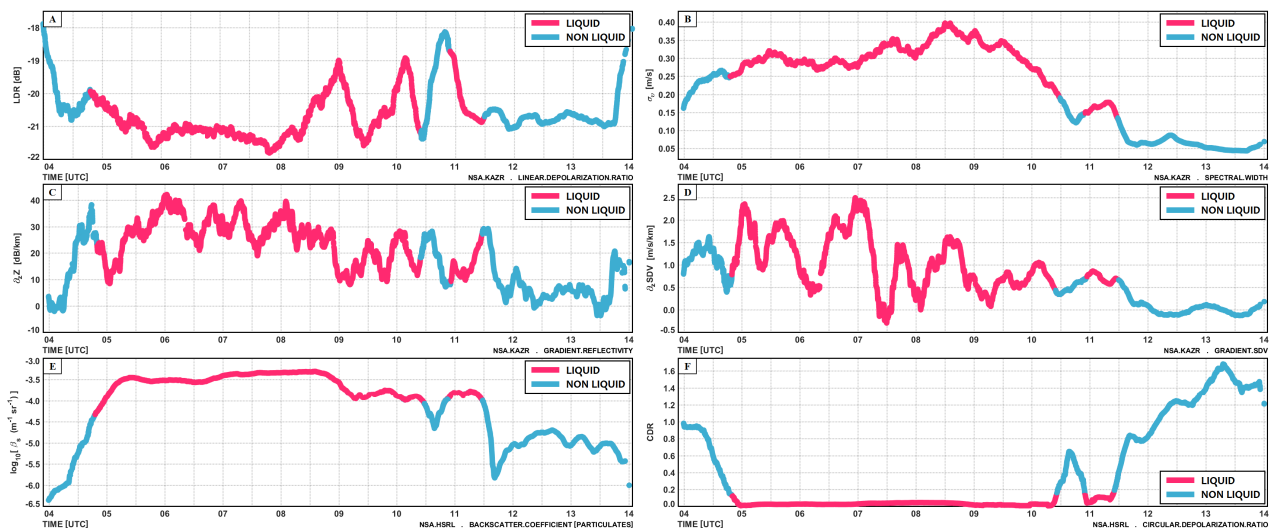 A
LIQUID
NON LIQUID
LDR [dB]
-18
-19
-20
-21
-22
04 05 06 07 08 09 10 11 12 13 14
TIME [UTC]
NSA.KAZR . LINEAR.DEPOLARIZATION.RATIO
B
LIQUID
NON LIQUID
σv [m/s]
0.40
0.35
0.30
0.25
0.20
0.15
0.10
0.05
04 05 06 07 08 09 10 11 12 13 14
TIME [UTC]
NSA.KAZR . SPECTRAL.WIDTH
C
LIQUID
NON LIQUID
∂zZ [dB/km]
40
30
20
10
0
-10
04 05 06 07 08 09 10 11 12 13 14
TIME [UTC]
NSA.KAZR . GRADIENT.REFLECTIVITY
D
LIQUID
NON LIQUID
∂zSDV [m/s/km]
2.5
2.0
1.5
1.0
0.5
0.0
-0.5
04 05 06 07 08 09 10 11 12 13 14
TIME [UTC]
NSA.KAZR . GRADIENT.SDV
E
LIQUID
NON LIQUID
log10[ βs (m-1 sr-1) ]
-3.0
-3.5
-4.0
-4.5
-5.0
-5.5
-6.0
-6.5
04 05 06 07 08 09 10 11 12 13 14
TIME [UTC]
NSA.HSRL . BACKSCATTER.COEFFICIENT [PARTICULATES]
F
LIQUID
NON LIQUID
CDR
1.6
1.4
1.2
1.0
0.8
0.6
0.4
0.2
0.0
04 05 06 07 08 09 10 11 12 13 14
TIME [UTC]
NSA.HSRL . CIRCULAR.DEPOLARIZATION.RATIO